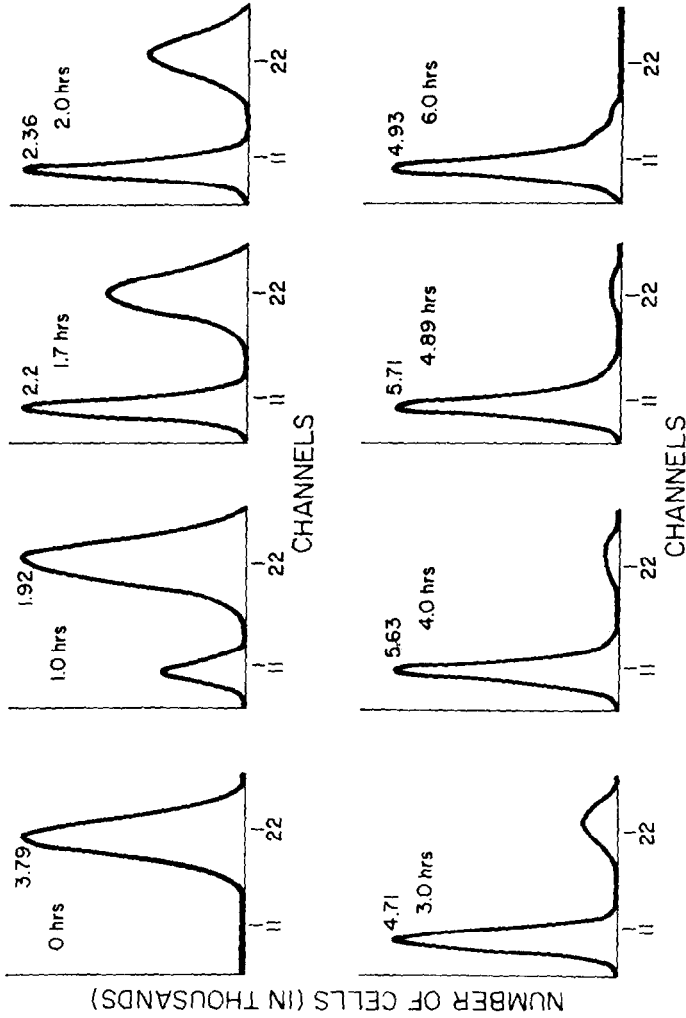 NUMBER OF CELLS (IN THOUSANDS)
3.79
0 hrs
11
22
1.92
1.0 hrs
11
22
2.2
1.7 hrs
11
22
2.36
2.0 hrs
11
22
CHANNELS
4.71
3.0 hrs
11
22
5.63
4.0 hrs
11
22
5.71
4.89 hrs
11
22
4.93
6.0 hrs
11
22
CHANNELS